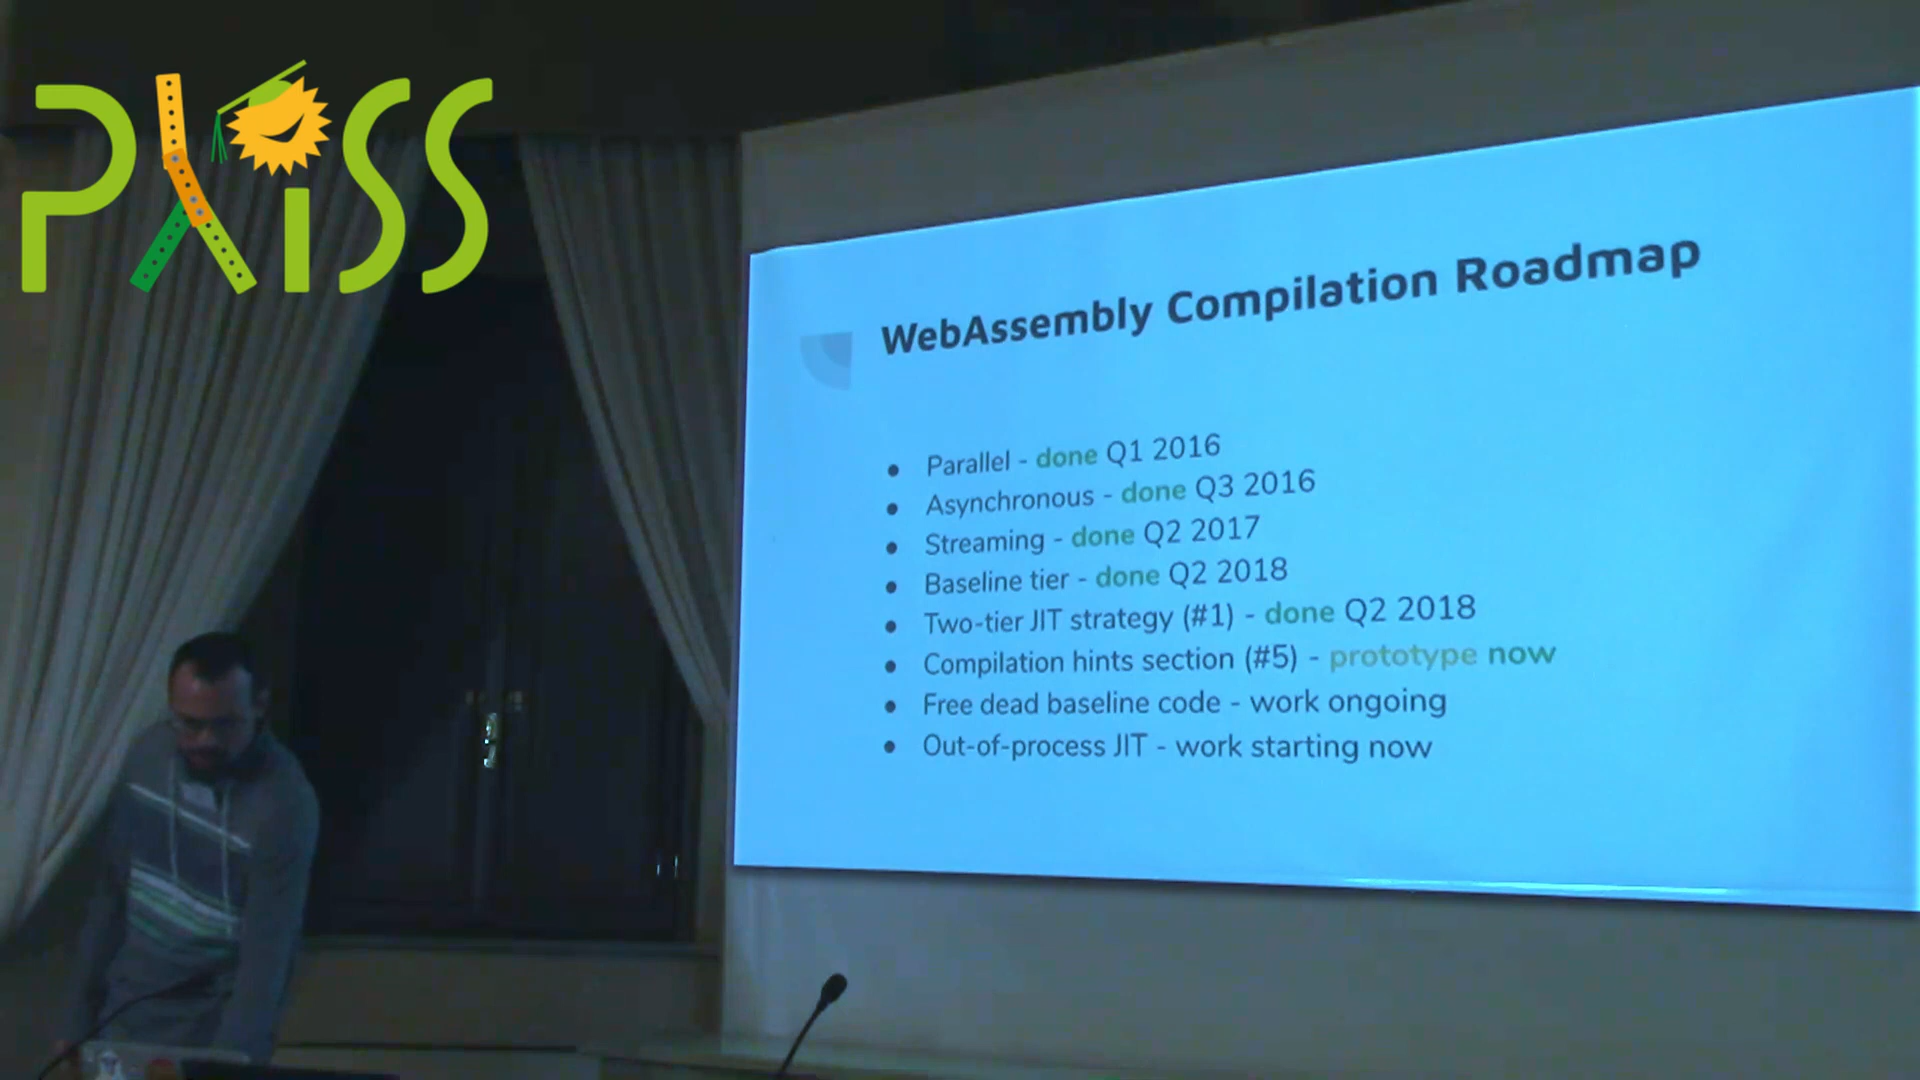 PLISS
WebAssembly Compilation Roadmap
● Parallel - done Q1 2016
● Asynchronous - done Q3 2016
● Streaming - done Q2 2017
● Baseline tier - done Q2 2018
● Two-tier JIT strategy (#1) - done Q2 2018
● Compilation hints section (#5) - prototype now
● Free dead baseline code - work ongoing
● Out-of-process JIT - work starting now